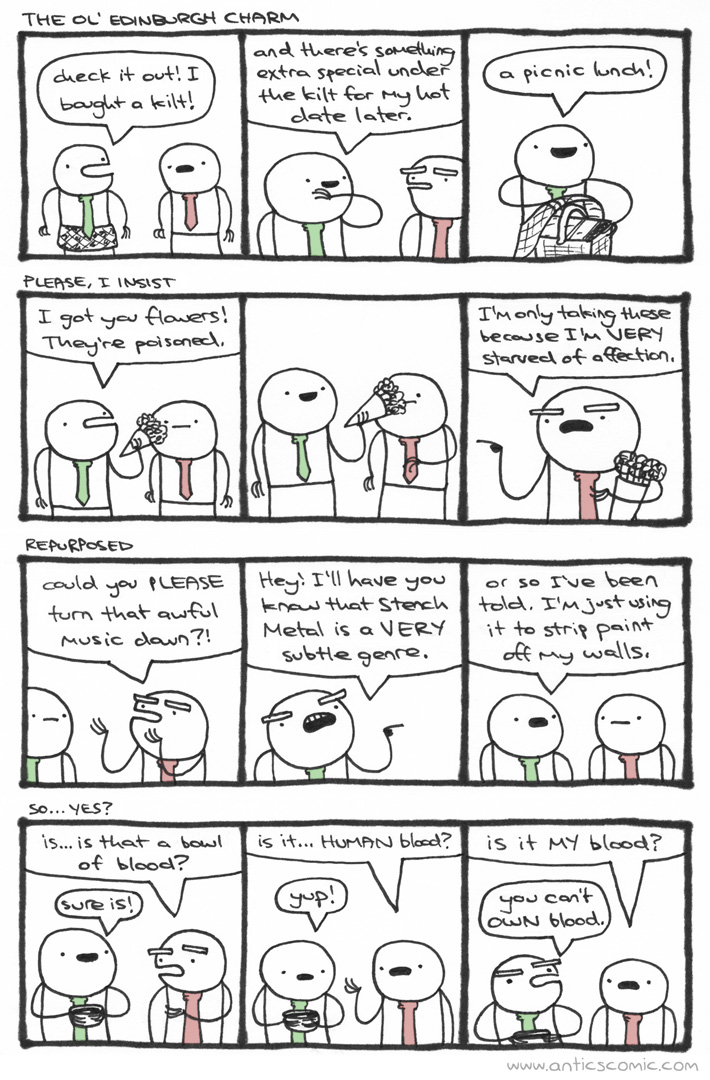 THE OL' EDINBURGH CHARM
check it out! I
bought a kilt!
and there's something
extra special under
the kilt for my hot
date later.
a picnic lunch!
PLEASE, I INSIST
I got you flowers!
They're poisoned.
I'm only taking these
because I'm VERY
starved of affection.
REPURPOSED
could you PLEASE
turn that awful
music down?!
Hey! I'll have you
know that Stench
Metal is a VERY
subtle genre.
or so I've been
told. I'm just using
it to strip paint
off my walls.
SO... YES?
is... is that a bowl
of blood?
sure is!
is it... HUMAN blood?
yup!
is it MY blood?
you can't
OWN blood.
www.anticscomic.com